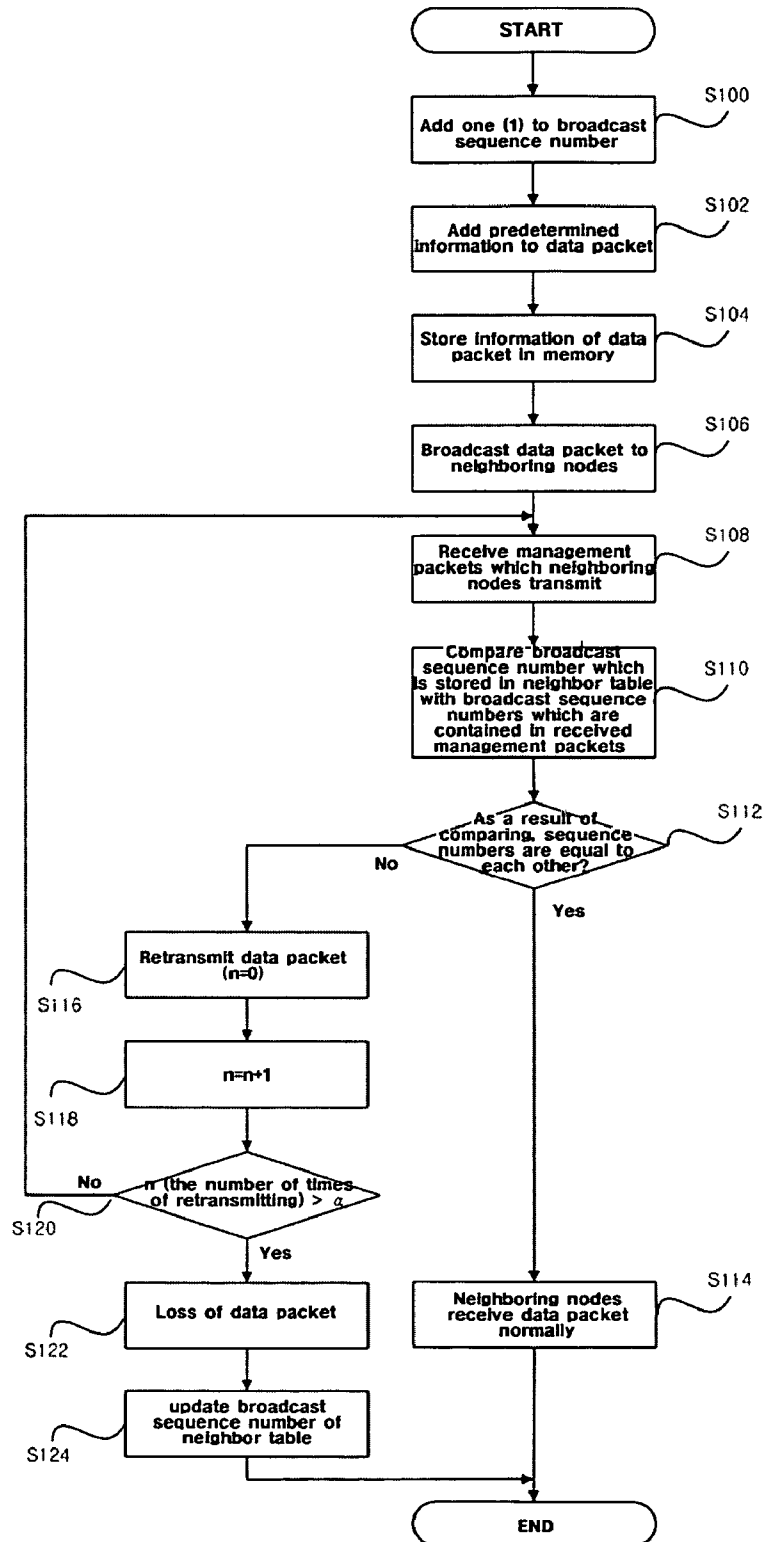 START
S100
Add one (1) to broadcast
sequence number
S102
Add predetermined
information to data packet
S104
Store information of data
packet in memory
S106
Broadcast data packet to
neighboring nodes
S108
Receive management
packets which neighboring
nodes transmit
S110
Compare broadcast
sequence number which
is stored in neighbor table
with broadcast sequence
numbers which are
contained in received
management packets
S112
As a result of
comparing, sequence
numbers are equal to
each other?
No
Yes
Retransmit data packet
(n=0)
S116
n=n+1
S118
No
n (the number of times
of retransmitting) > α
S120
Yes
S114
Neighboring nodes
receive data packet
normally
Loss of data packet
S122
update broadcast
sequence number of
neighbor table
S124
END